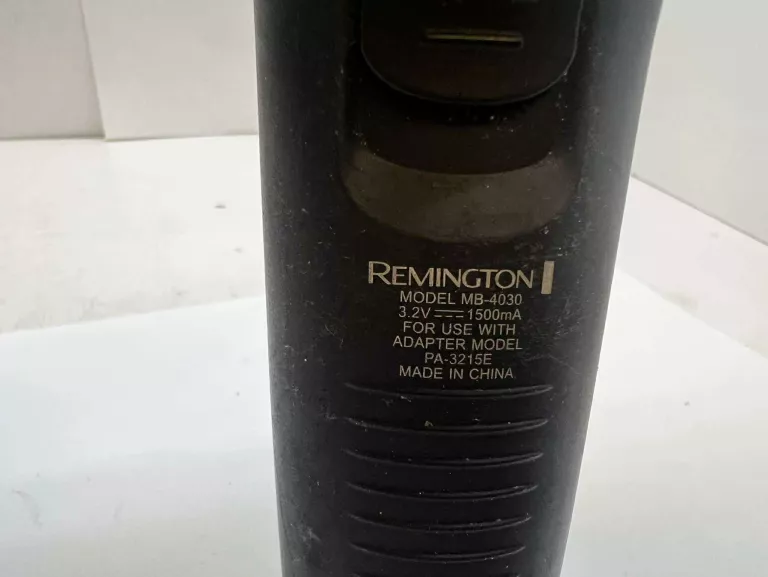 REMINGTON
MODEL MB-4030
3.2V⎓1500mA
FOR USE WITH
ADAPTER MODEL
PA-3215E
MADE IN CHINA